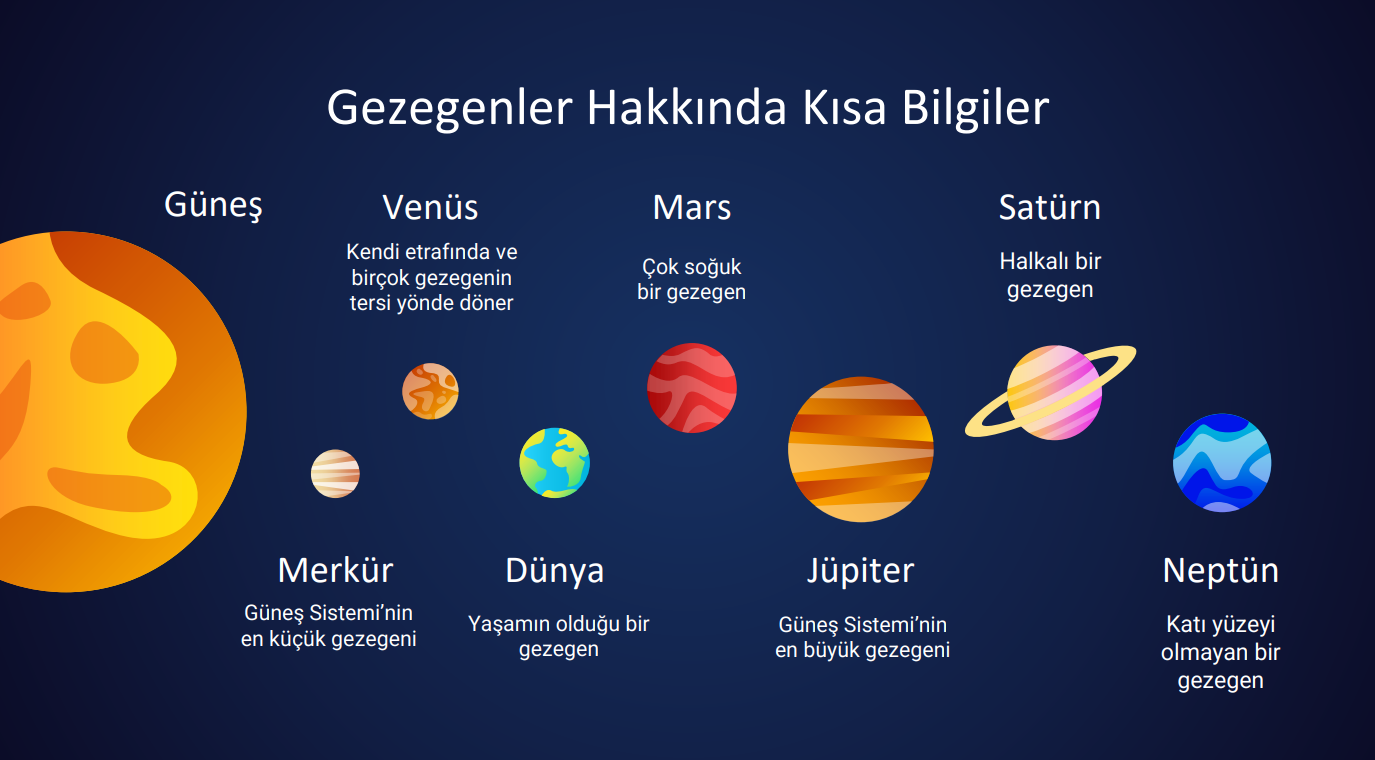 Gezegenler Hakkında Kısa Bilgiler
Güneş
Venüs
Kendi etrafında ve
birçok gezegenin
tersi yönde döner
Mars
Çok soğuk
bir gezegen
Satürn
Halkalı bir
gezegen
Merkür
Güneş Sistemi’nin
en küçük gezegeni
Dünya
Yaşamın olduğu bir
gezegen
Jüpiter
Güneş Sistemi’nin
en büyük gezegeni
Neptün
Katı yüzeyi
olmayan bir
gezegen